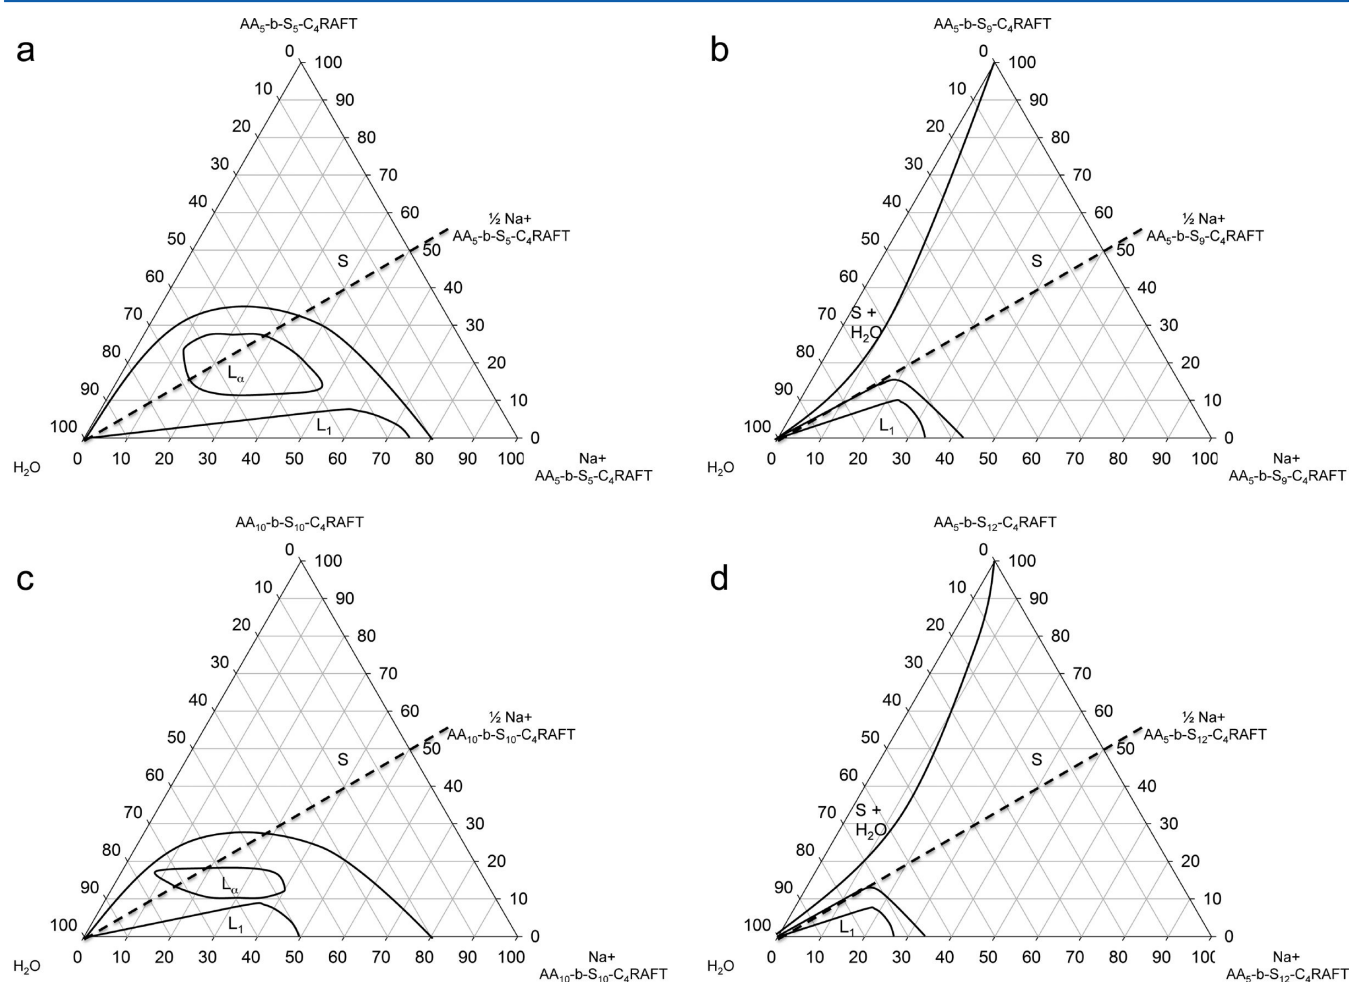 a
AA₅-b-S₅-C₄RAFT
0
100
10
90
20
80
30
70
40
60
½ Na+
AA₅-b-S₅-C₄RAFT
50
50
S
60
40
70
30
80
20
Lα
90
10
L₁
100
0
0 10 20 30 40 50 60 70 80 90 100
H₂O
Na+
AA₅-b-S₅-C₄RAFT
b
AA₅-b-S₉-C₄RAFT
0
100
10
90
20
80
30
70
40
60
½ Na+
AA₅-b-S₉-C₄RAFT
50
50
S
60
40
S +
H₂O
70
30
80
20
90
10
L₁
100
0
0 10 20 30 40 50 60 70 80 90 100
H₂O
Na+
AA₅-b-S₉-C₄RAFT
c
AA₁₀-b-S₁₀-C₄RAFT
0
100
10
90
20
80
30
70
40
60
½ Na+
AA₁₀-b-S₁₀-C₄RAFT
50
50
S
60
40
70
30
80
20
Lα
90
10
L₁
100
0
0 10 20 30 40 50 60 70 80 90 100
H₂O
Na+
AA₁₀-b-S₁₀-C₄RAFT
d
AA₅-b-S₁₂-C₄RAFT
0
100
10
90
20
80
30
70
40
60
½ Na+
AA₅-b-S₁₂-C₄RAFT
50
50
S
60
40
S +
H₂O
70
30
80
20
90
10
L₁
100
0
0 10 20 30 40 50 60 70 80 90 100
H₂O
Na+
AA₅-b-S₁₂-C₄RAFT